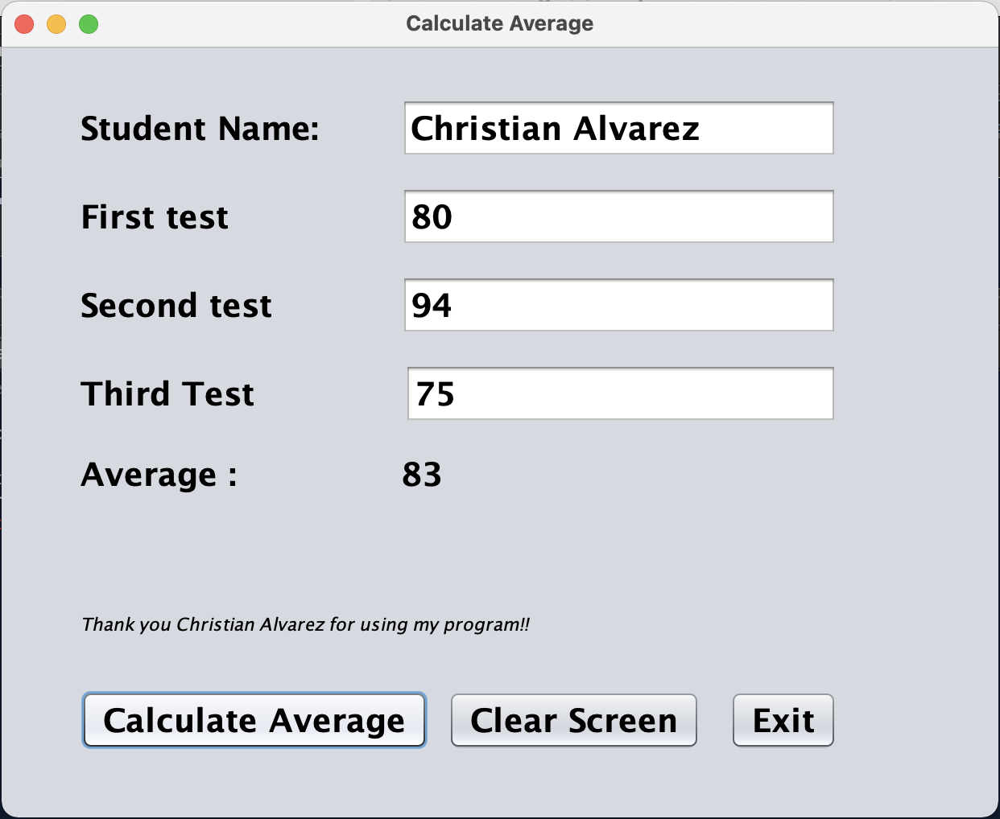 Calculate Average
Student Name: Christian Alvarez
First test 80
Second test 94
Third Test 75
Average : 83
Thank you Christian Alvarez for using my program!!
Calculate Average Clear Screen Exit